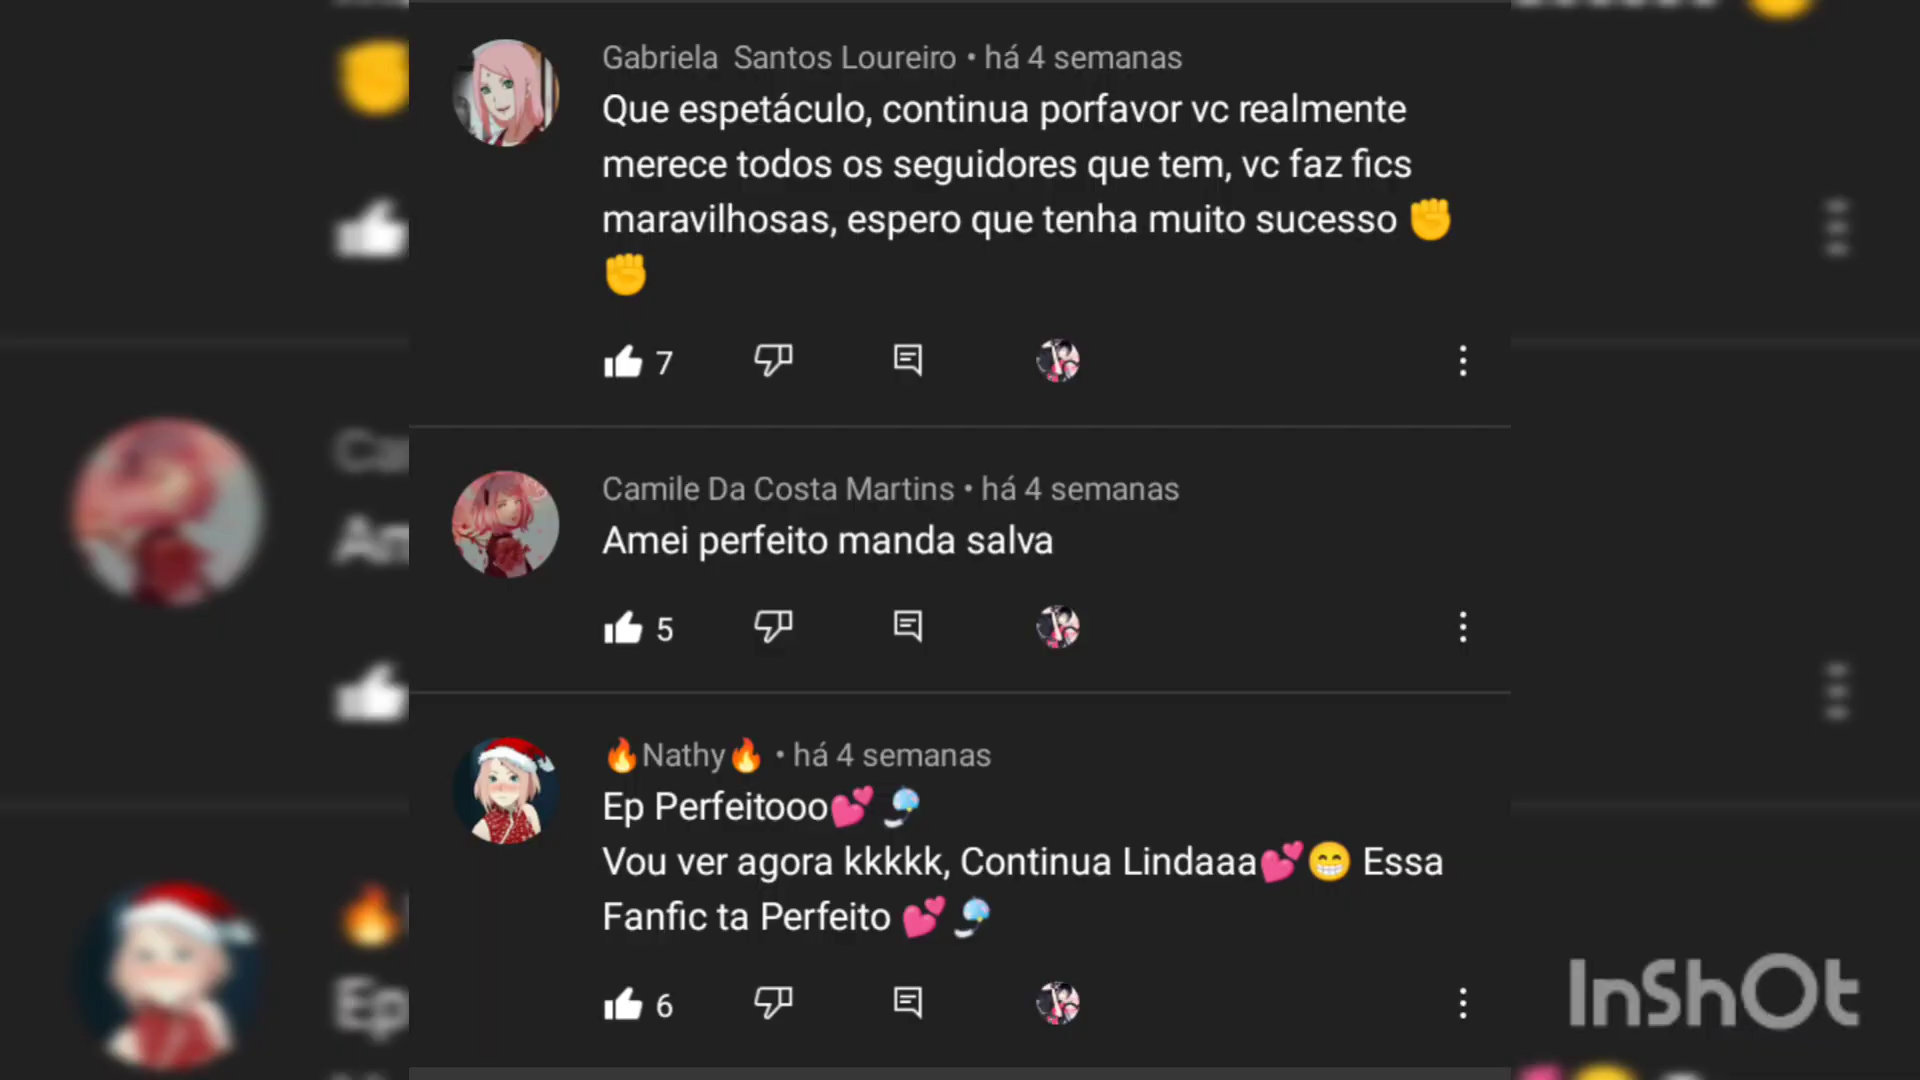 Gabriela Santos Loureiro • há 4 semanas
Que espetáculo, continua porfavor vc realmente
merece todos os seguidores que tem, vc faz fics
maravilhosas, espero que tenha muito sucesso ✊
✊
7
Camile Da Costa Martins • há 4 semanas
Amei perfeito manda salva
5
🔥Nathy🔥 • há 4 semanas
Ep Perfeitooo💕🎐
Vou ver agora kkkkk, Continua Lindaaa💕😁 Essa
Fanfic ta Perfeito 💕🎐
6
InShOt